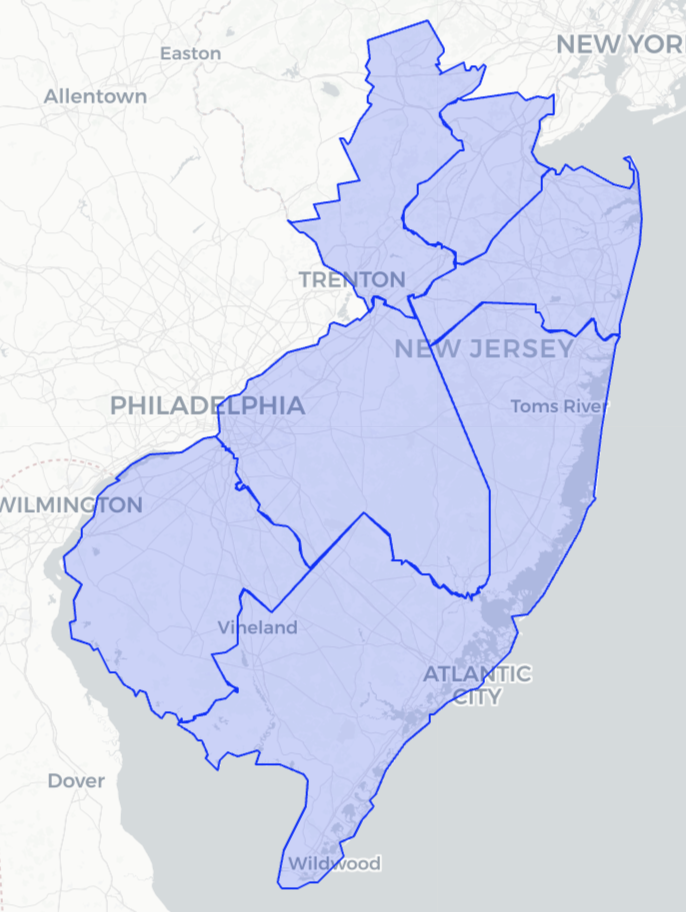 NEW YOR
Easton
Allentown
TRENTON
NEW JERSEY
PHILADELPHIA
Toms River
WILMINGTON
Vineland
ATLANTIC
CITY
Dover
Wildwood